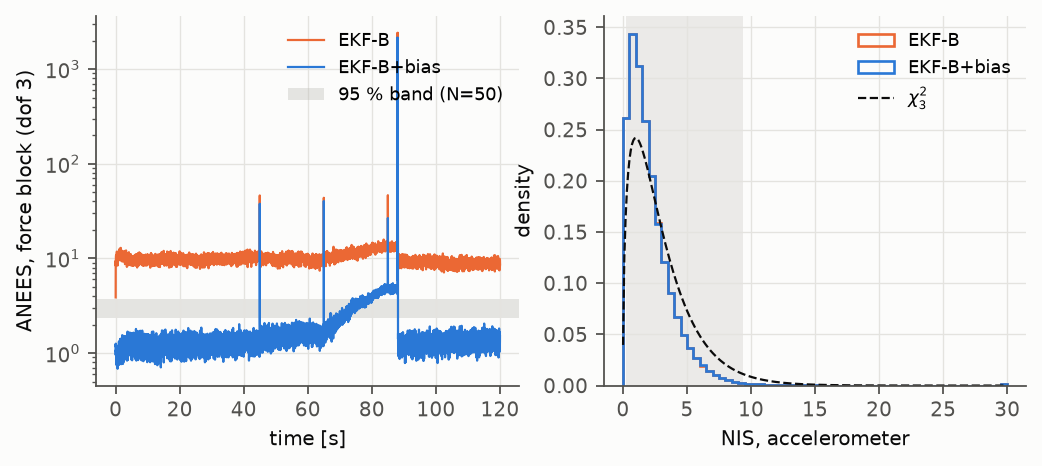 ANEES, force block (dof 3)
10³
10²
10¹
10⁰
0
20
40
60
80
100
120
time [s]
EKF-B
EKF-B+bias
95 % band (N=50)
density
0.35
0.30
0.25
0.20
0.15
0.10
0.05
0.00
0
5
10
15
20
25
30
NIS, accelerometer
EKF-B
EKF-B+bias
χ²₃